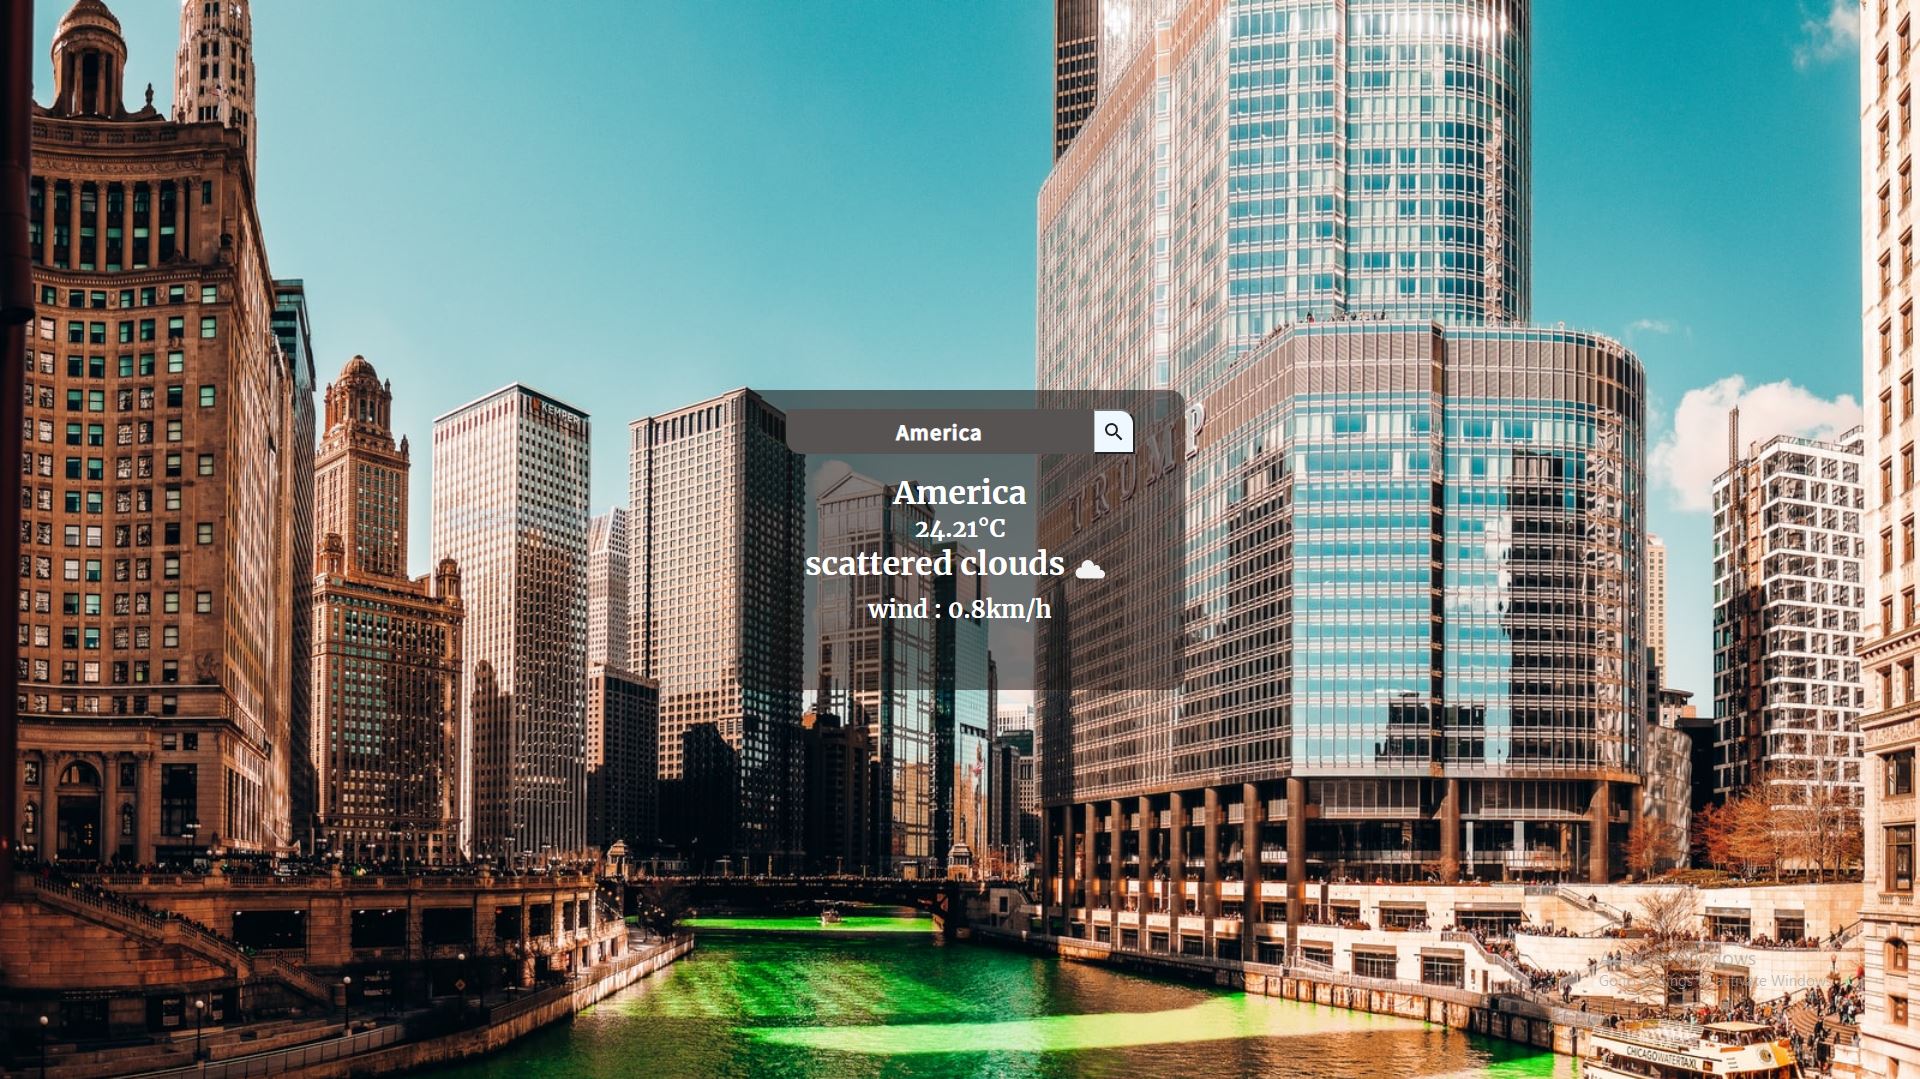 KEMPER
America
TRUMP
America
24.21°C
scattered clouds
wind : 0.8km/h
Activate Windows
Go to Settings to activate Windows.
CHICAGO WATER TAXI